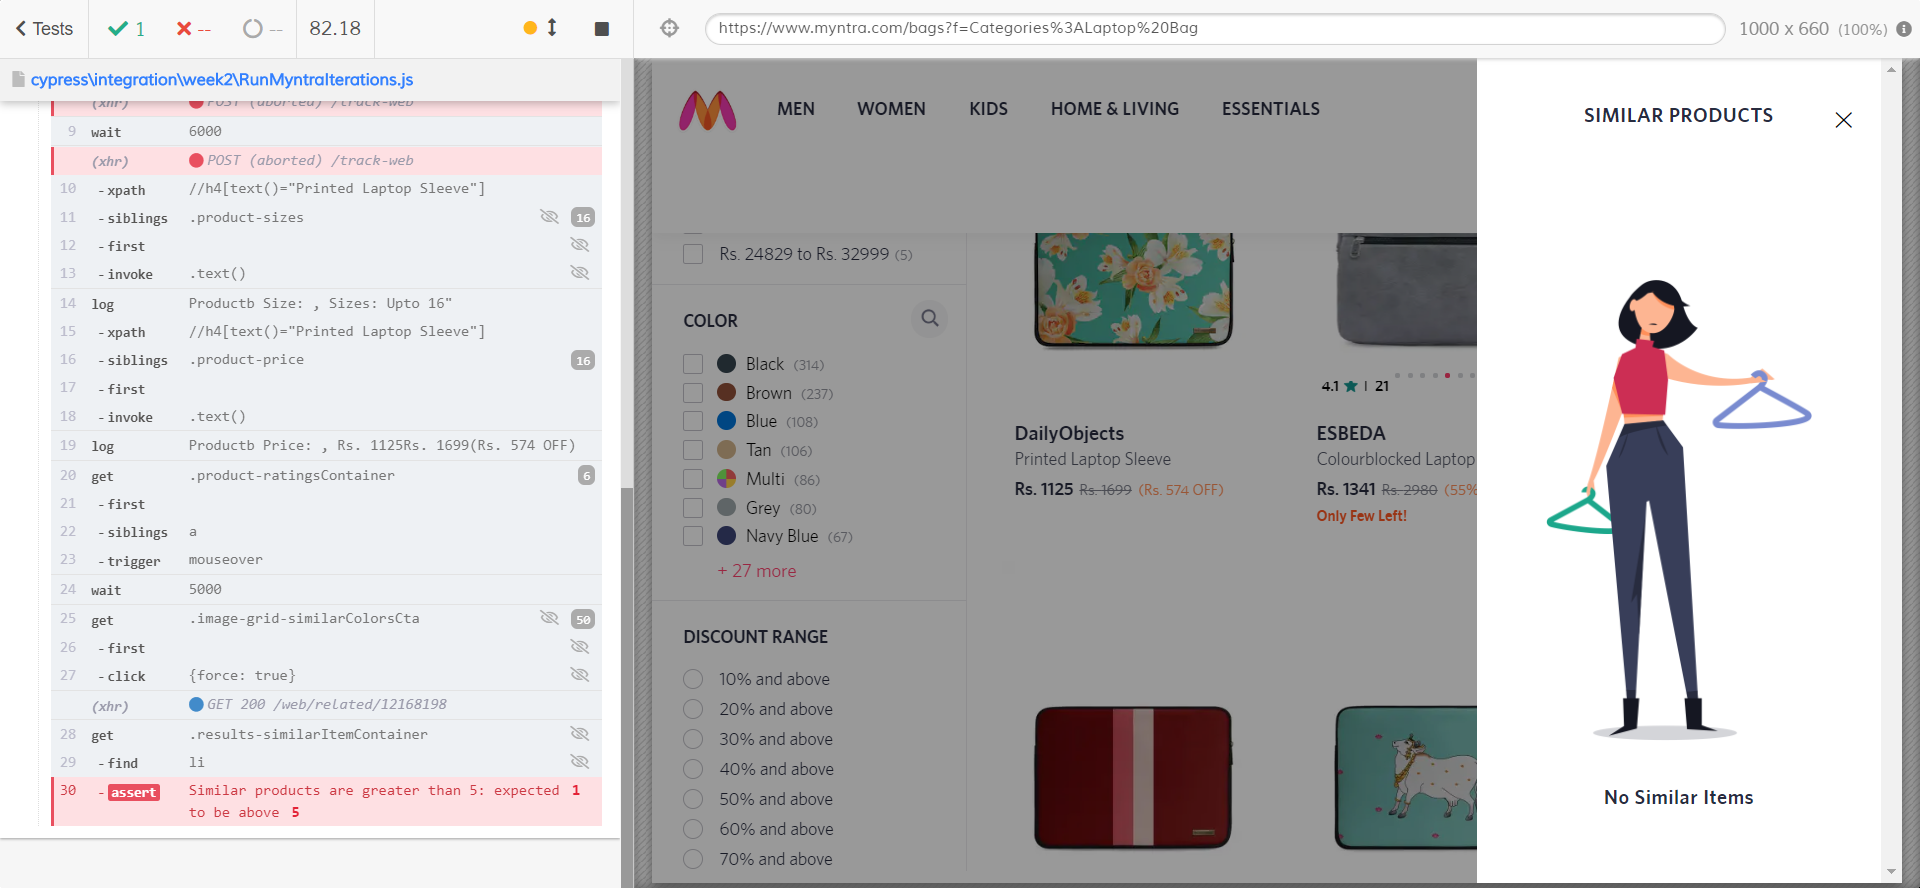 Tests
1
--
--
82.18
https://www.myntra.com/bags?f=Categories%3ALaptop%20Bag
1000 x 660 (100%)
cypress\integration\week2\RunMyntraIterations.js
(xhr) POST (aborted) /track-web
9 wait 6000
(xhr) POST (aborted) /track-web
10 -xpath //h4[text()="Printed Laptop Sleeve"]
11 -siblings .product-sizes 16
12 -first
13 -invoke .text()
14 log Productb Size: , Sizes: Upto 16"
15 -xpath //h4[text()="Printed Laptop Sleeve"]
16 -siblings .product-price 16
17 -first
18 -invoke .text()
19 log Productb Price: , Rs. 1125Rs. 1699(Rs. 574 OFF)
20 get .product-ratingsContainer 6
21 -first
22 -siblings a
23 -trigger mouseover
24 wait 5000
25 get .image-grid-similarColorsCta 50
26 -first
27 -click {force: true}
(xhr) GET 200 /web/related/12168198
28 get .results-similarItemContainer
29 -find li
30 -assert Similar products are greater than 5: expected 1
to be above 5
MEN WOMEN KIDS HOME & LIVING ESSENTIALS
Rs. 24829 to Rs. 32999 (5)
COLOR
Black (314)
Brown (237)
Blue (108)
Tan (106)
Multi (86)
Grey (80)
Navy Blue (67)
+ 27 more
DISCOUNT RANGE
10% and above
20% and above
30% and above
40% and above
50% and above
60% and above
70% and above
DailyObjects
Printed Laptop Sleeve
Rs. 1125 Rs. 1699 (Rs. 574 OFF)
4.1 | 21
ESBEDA
Colourblocked Laptop
Rs. 1341 Rs. 2980 (55%
Only Few Left!
SIMILAR PRODUCTS
No Similar Items